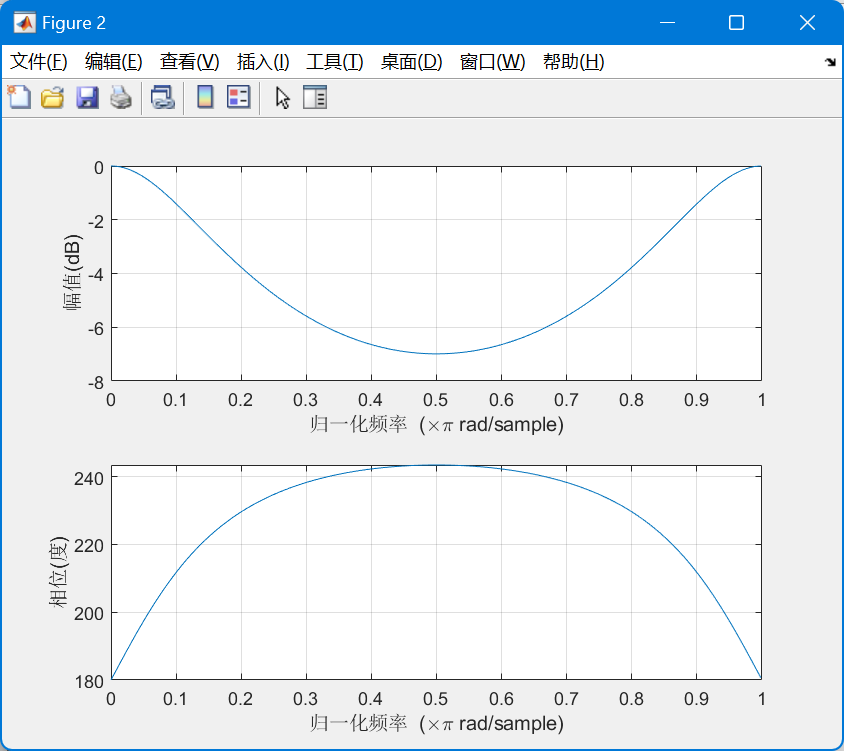 Figure 2
文件(F) 编辑(E) 查看(V) 插入(I) 工具(T) 桌面(D) 窗口(W) 帮助(H)
幅值(dB)
0
-2
-4
-6
-8
0 0.1 0.2 0.3 0.4 0.5 0.6 0.7 0.8 0.9 1
归一化频率 (×π rad/sample)
相位(度)
240
220
200
180
0 0.1 0.2 0.3 0.4 0.5 0.6 0.7 0.8 0.9 1
归一化频率 (×π rad/sample)